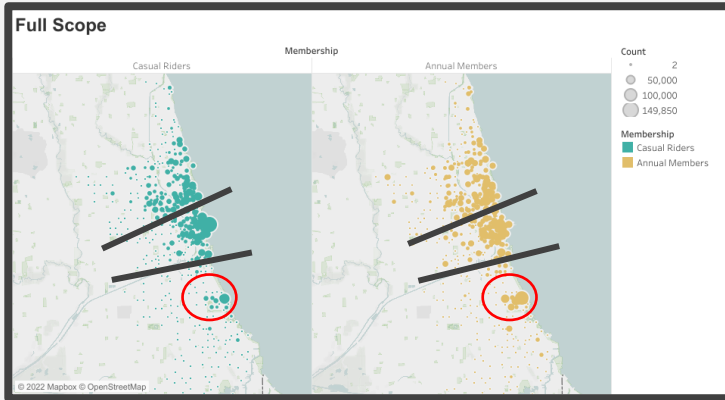 Full Scope
Membership
Casual Riders
Annual Members
Count
2
50,000
100,000
149,850
Membership
Casual Riders
Annual Members
© 2022 Mapbox © OpenStreetMap